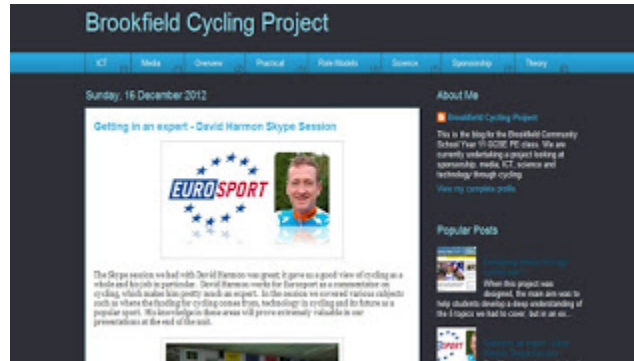 Brookfield Cycling Project
ICT Media Overview Practical Role Models Science Sponsorship Theory
Sunday, 16 December 2012
Getting in an expert - David Harmon Skype Session
EUROSPORT
The Skype session we had with David Harmon was great; it gave us a good view of cycling as a
whole and his job in particular. David works for Eurosport as a commentator on
cycling, which makes him pretty much an expert. In the session we covered various subjects
such as where the funding for cycling comes from, technology in cycling and its future as a
popular sport. His knowledge in these areas will prove extremely valuable in our
presentations at the end of the unit.
About Me
Brookfield Cycling Project
This is the blog for the Brookfield Community
School Year 11 GCSE PE class. We are
currently undertaking a project looking at
sponsorship, media, ICT, science and
technology through cycling.
View my complete profile
Popular Posts
When this project was
designed, the main aim was to
help students develop a deep understanding of
the 5 topics we had to cover, but in an ex...